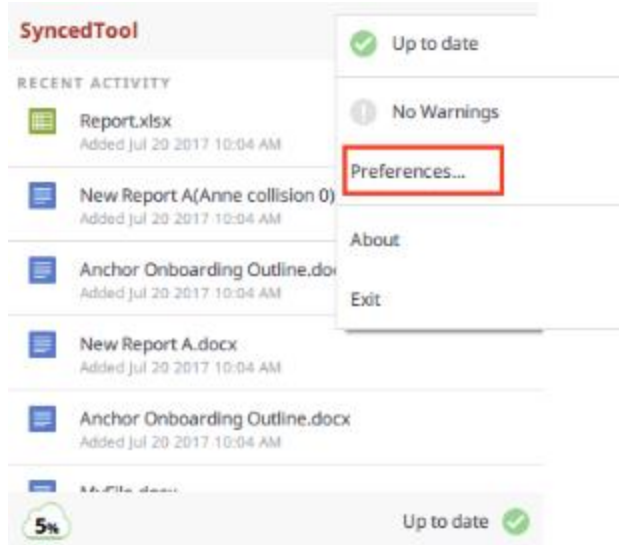 SyncedTool
Up to date
RECENT ACTIVITY
No Warnings
Report.xlsx
Added Jul 20 2017 10:04 AM
Preferences...
New Report A(Anne collision 0)
Added Jul 20 2017 10:04 AM
About
Anchor Onboarding Outline.do
Added Jul 20 2017 10:04 AM
Exit
New Report A.docx
Added Jul 20 2017 10:04 AM
Anchor Onboarding Outline.docx
Added Jul 20 2017 10:04 AM
MyFile.docx
5%
Up to date